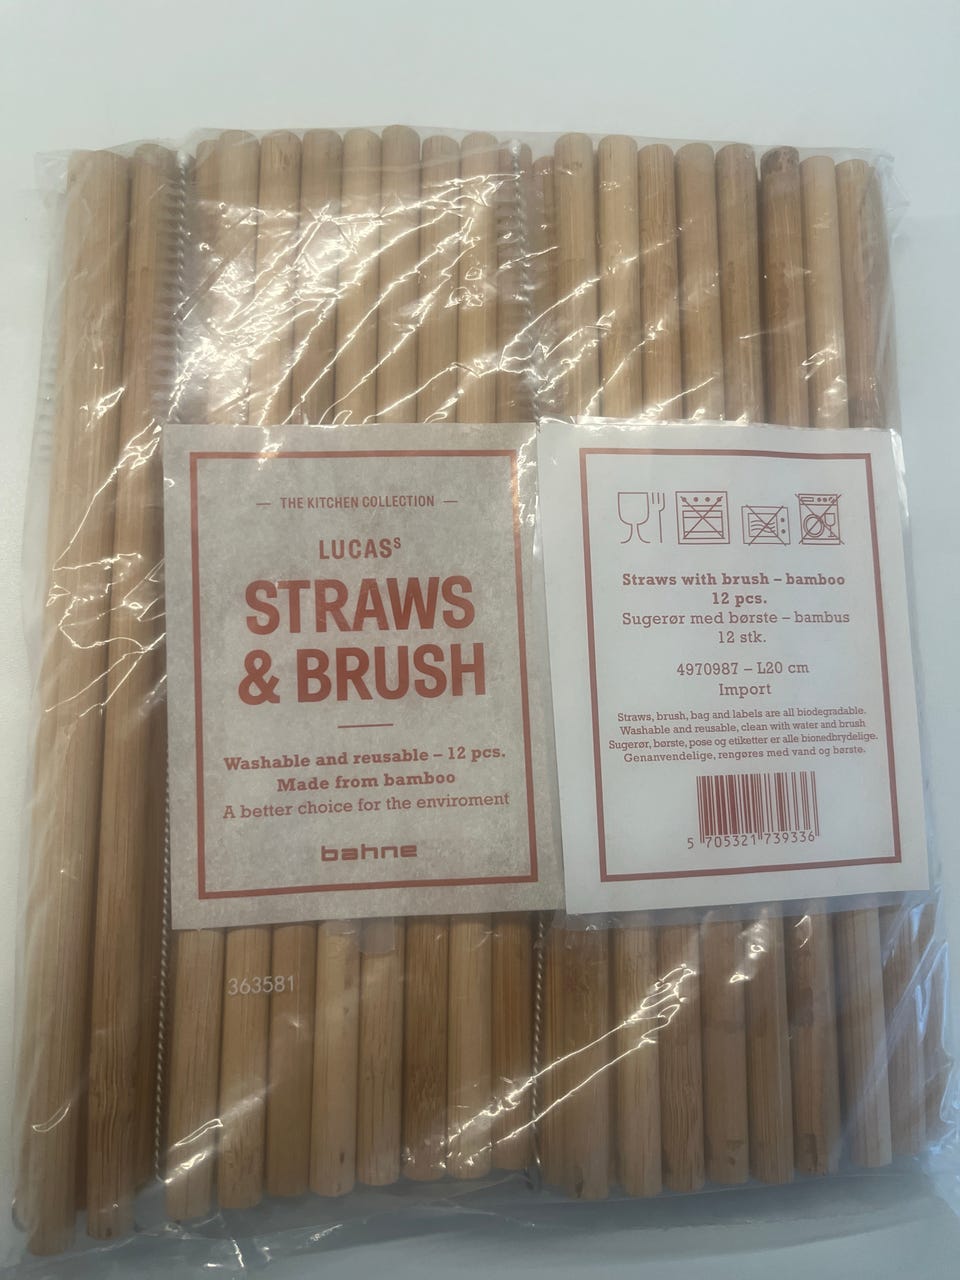 — THE KITCHEN COLLECTION —
LUCASS
STRAWS
& BRUSH
Washable and reusable – 12 pcs.
Made from bamboo
A better choice for the enviroment
bahne
Straws with brush – bamboo
12 pcs.
Sugerør med børste – bambus
12 stk.
4970987 – L20 cm
Import
Straws, brush, bag and labels are all biodegradable.
Washable and reusable, clean with water and brush
Sugerør, børste, pose og etiketter er alle bionedbrydelige.
Genanvendelige, rengøres med vand og børste.
5 705321 739336
363581